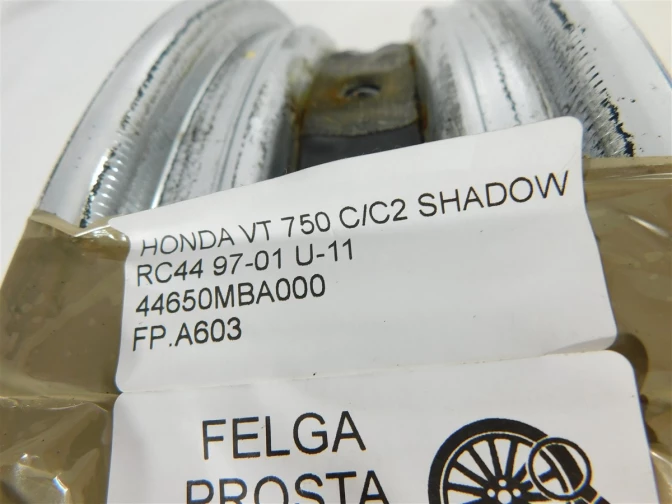 HONDA VT 750 C/C2 SHADOW
RC44 97-01 U-11
44650MBA000
FP.A603
FELGA
PROSTA